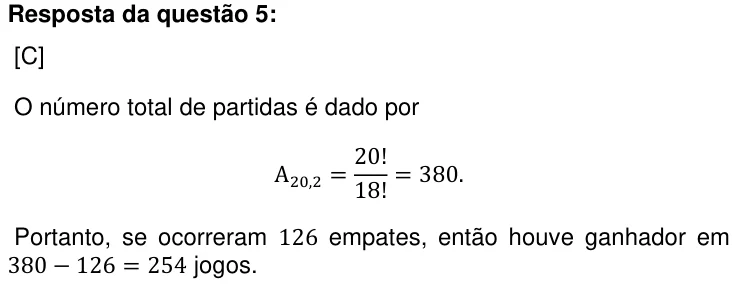 Resposta da questão 5:
[C]
O número total de partidas é dado por
A₂₀,₂ = 20!/18! = 380.
Portanto, se ocorreram 126 empates, então houve ganhador em
380 − 126 = 254 jogos.